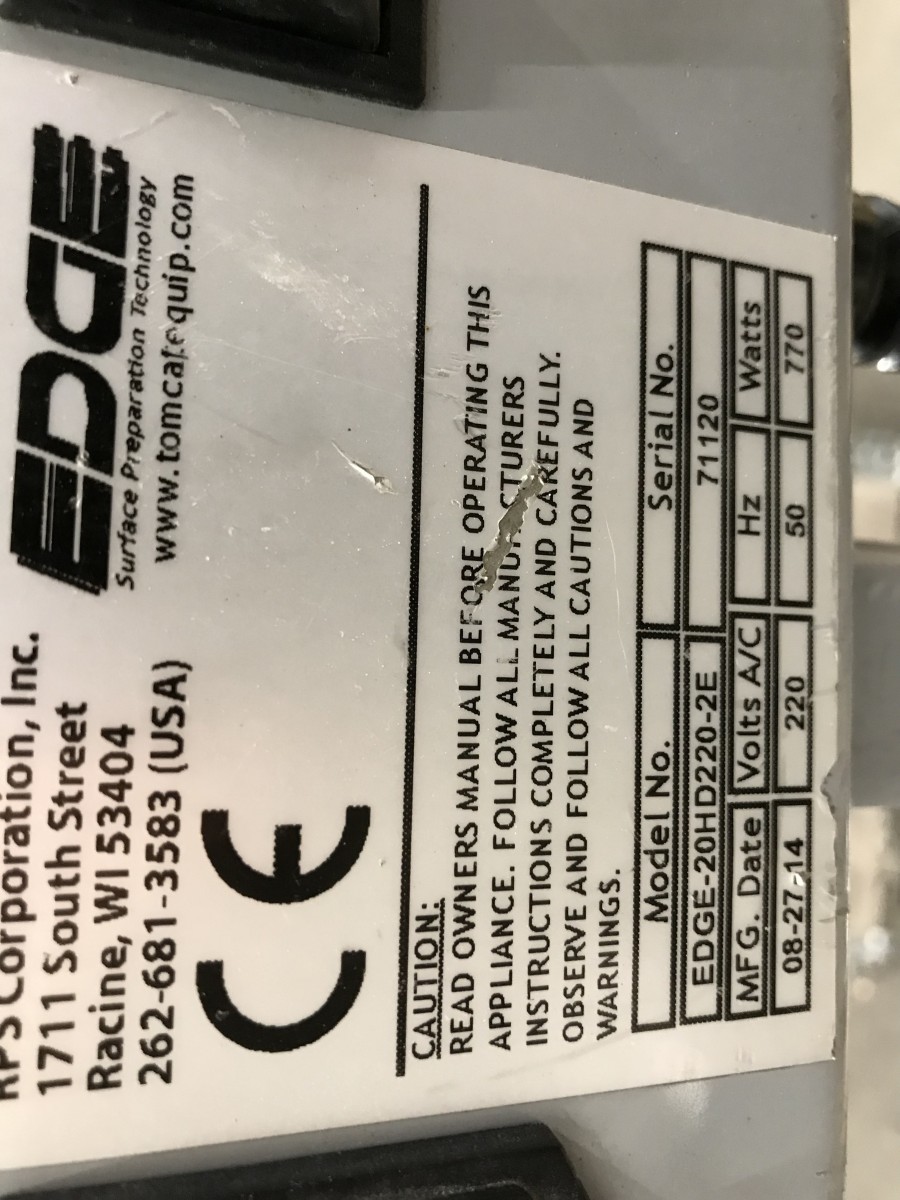 RPS Corporation, Inc.
1711 South Street
Racine, WI 53404
262-681-3583 (USA)
EDGE
Surface Preparation Technology
www.tomcatequip.com
CE
CAUTION:
READ OWNERS MANUAL BEFORE OPERATING THIS
APPLIANCE. FOLLOW ALL MANUFACTURERS
INSTRUCTIONS COMPLETELY AND CAREFULLY.
OBSERVE AND FOLLOW ALL CAUTIONS AND
WARNINGS.
Model No. Serial No.
EDGE-20HD220-2E 71120
MFG. Date Volts A/C Hz Watts
08-27-14 220 50 770